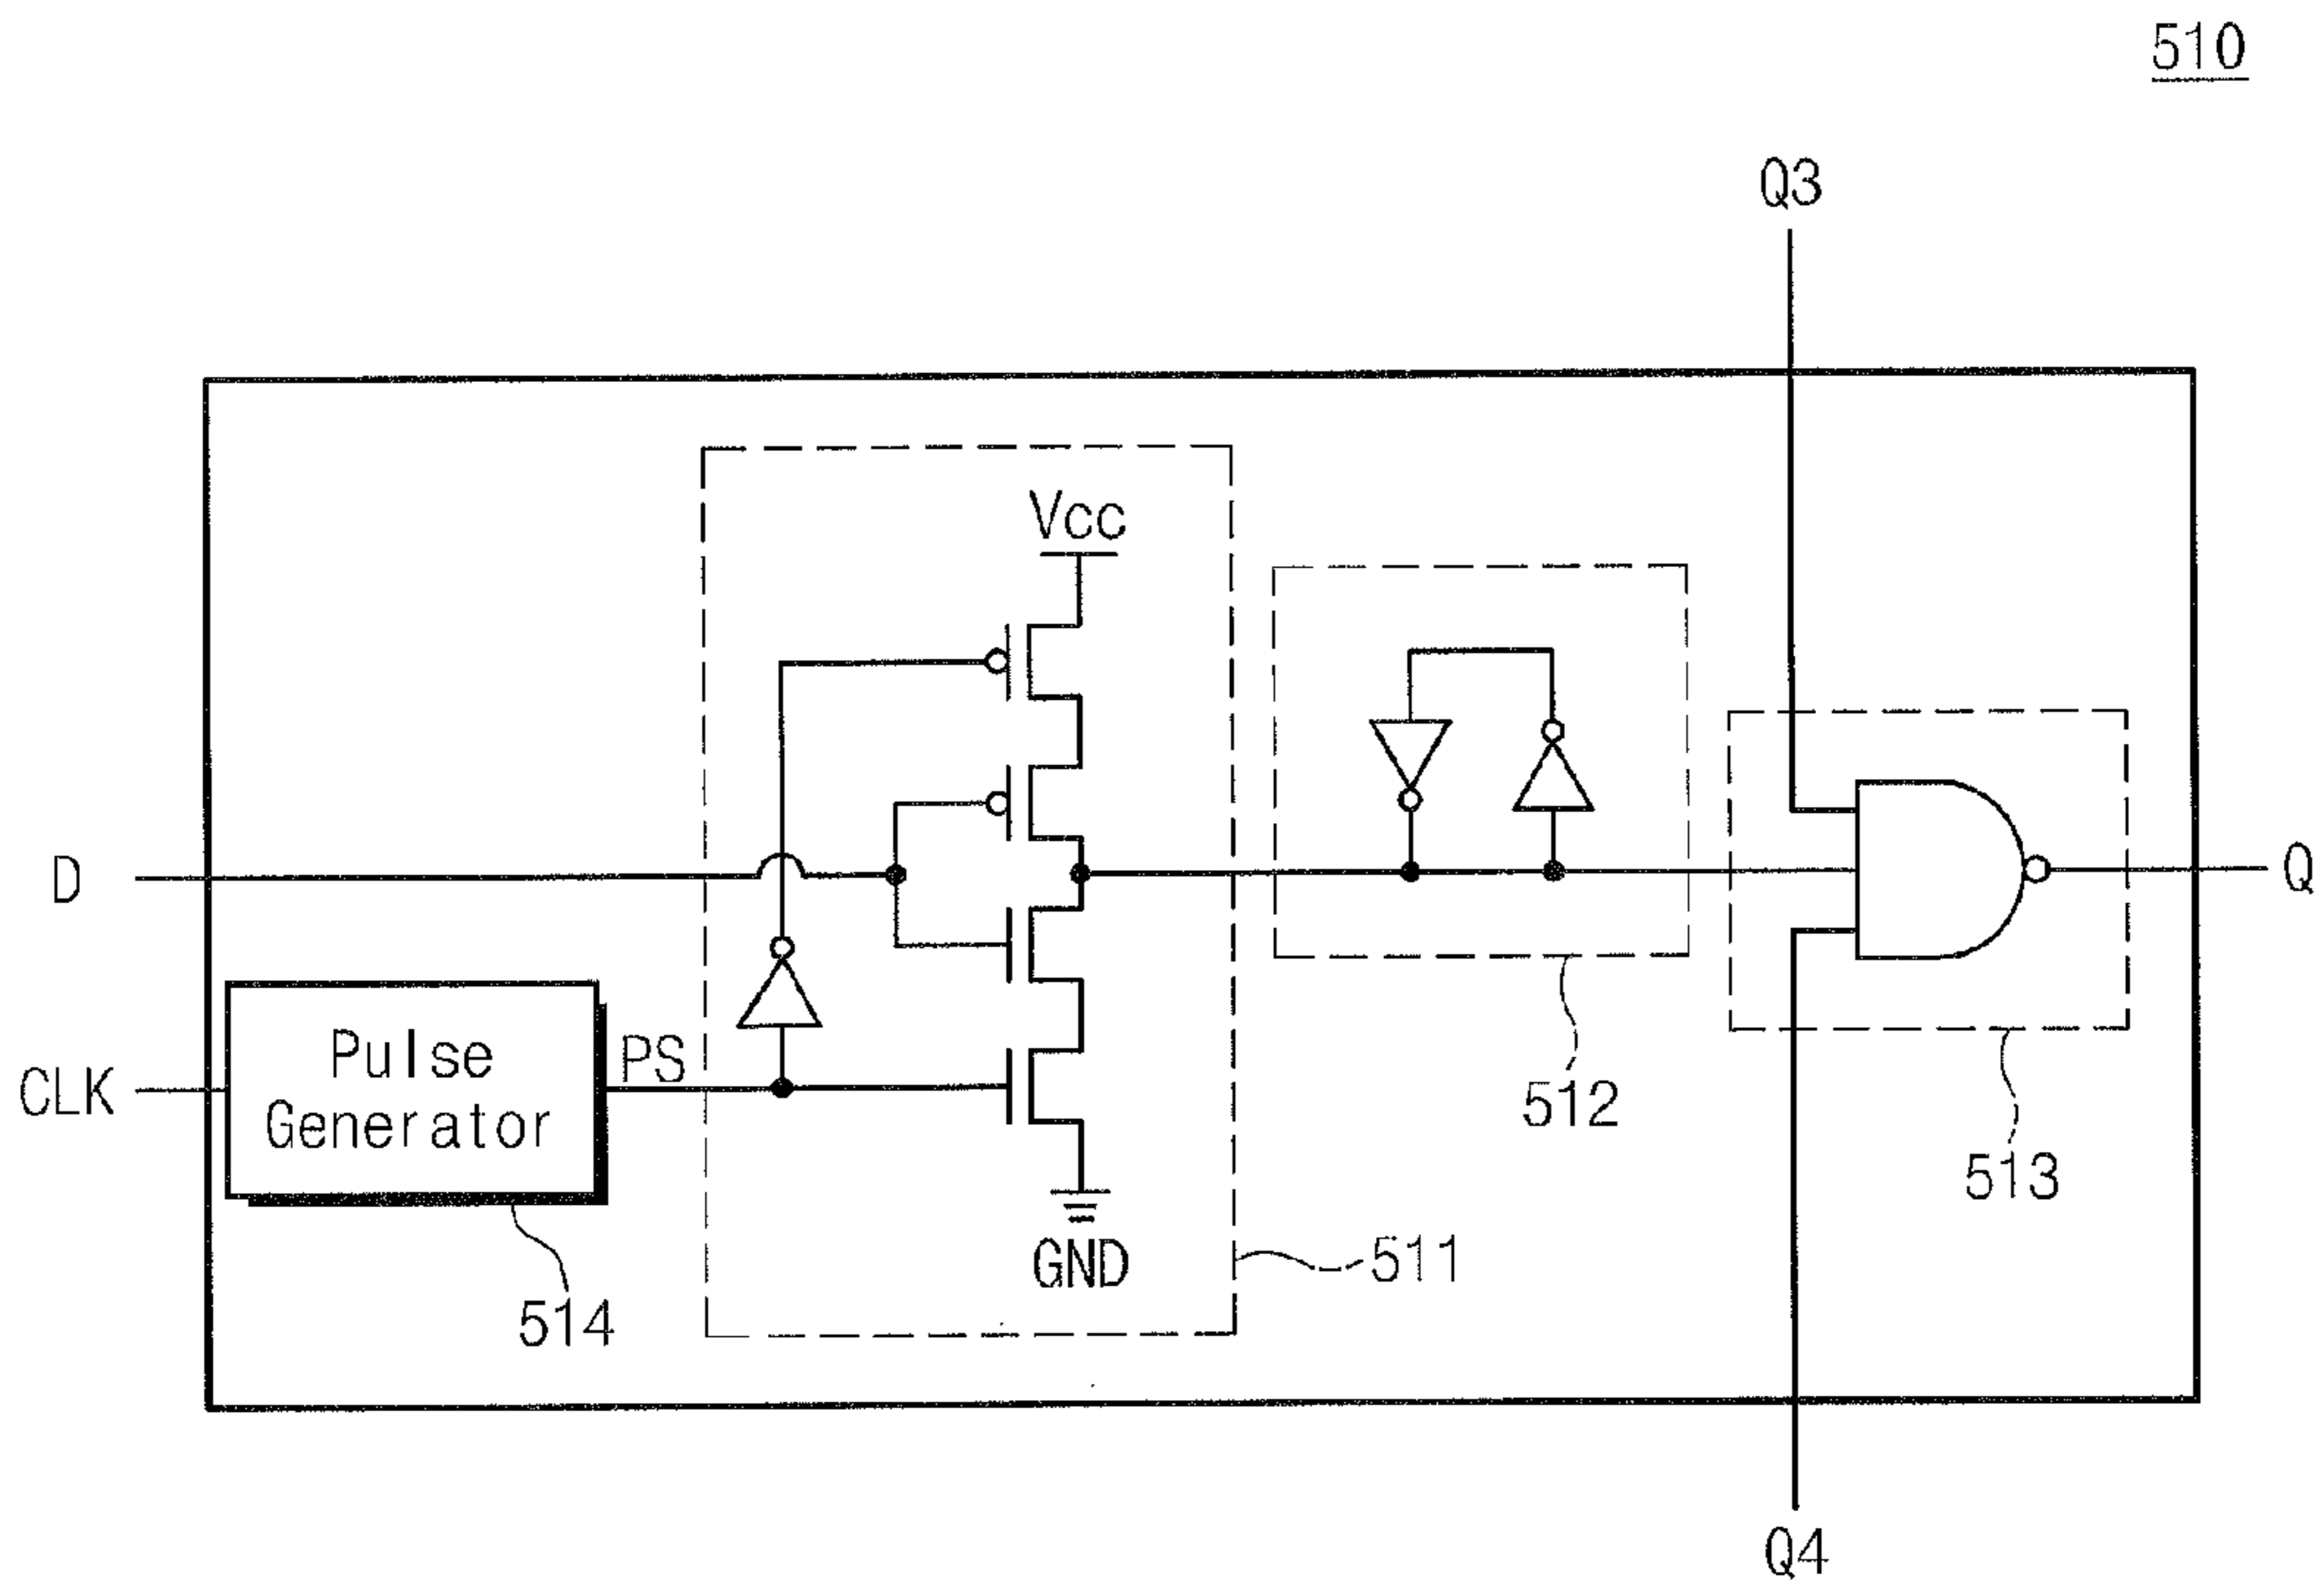 510
Q3
Vcc
D
Q
Pulse
Generator
PS
CLK
512
513
GND
511
514
Q4